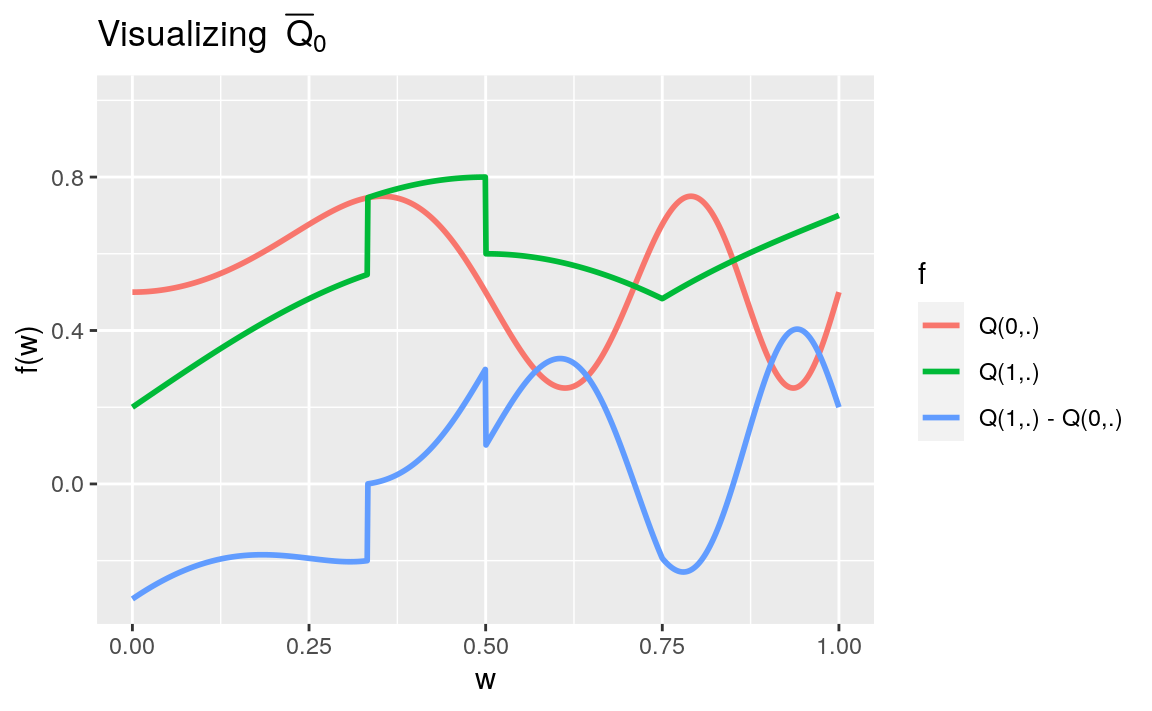 Visualizing Q̅₀
f(w)
0.8
0.4
0.0
0.00 0.25 0.50 0.75 1.00
w
f
Q(0,.)
Q(1,.)
Q(1,.) - Q(0,.)